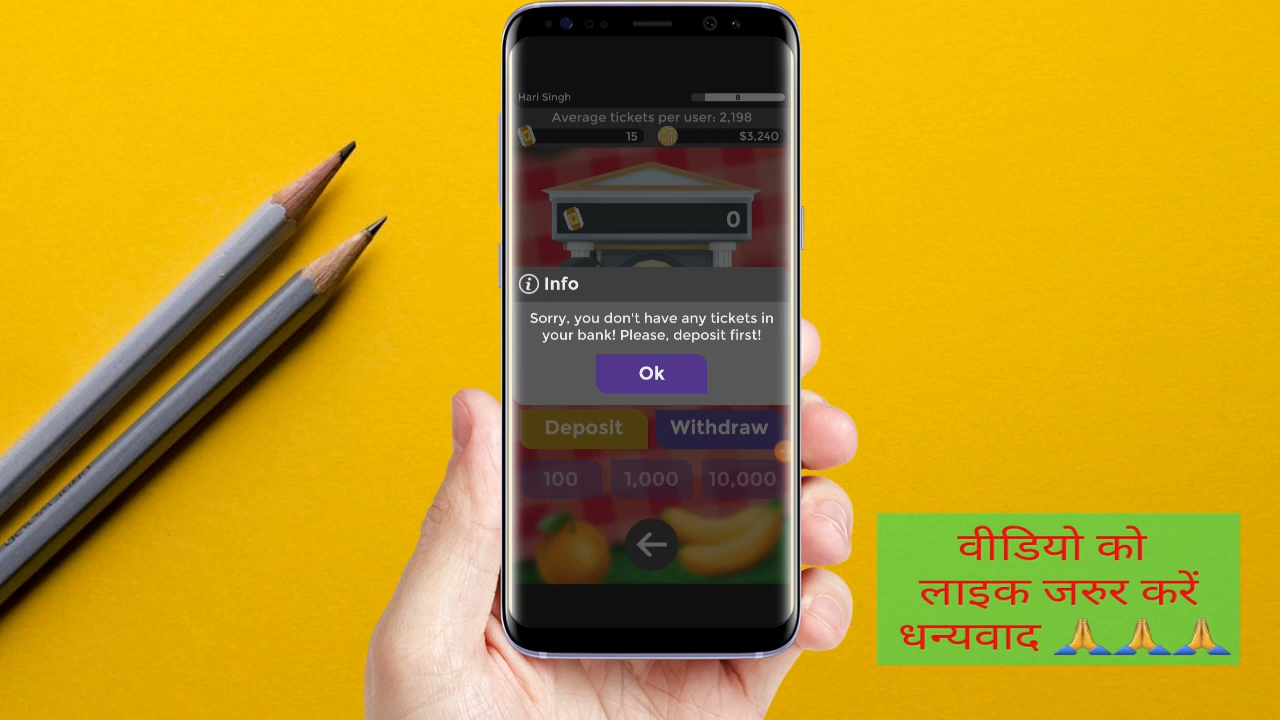 Hari Singh
8
Average tickets per user: 2,198
15
$3,240
0
Info
Sorry, you don't have any tickets in
your bank! Please, deposit first!
Ok
Deposit
Withdraw
100
1,000
10,000
वीडियो को
लाइक जरुर करें
धन्यवाद 🙏🙏🙏